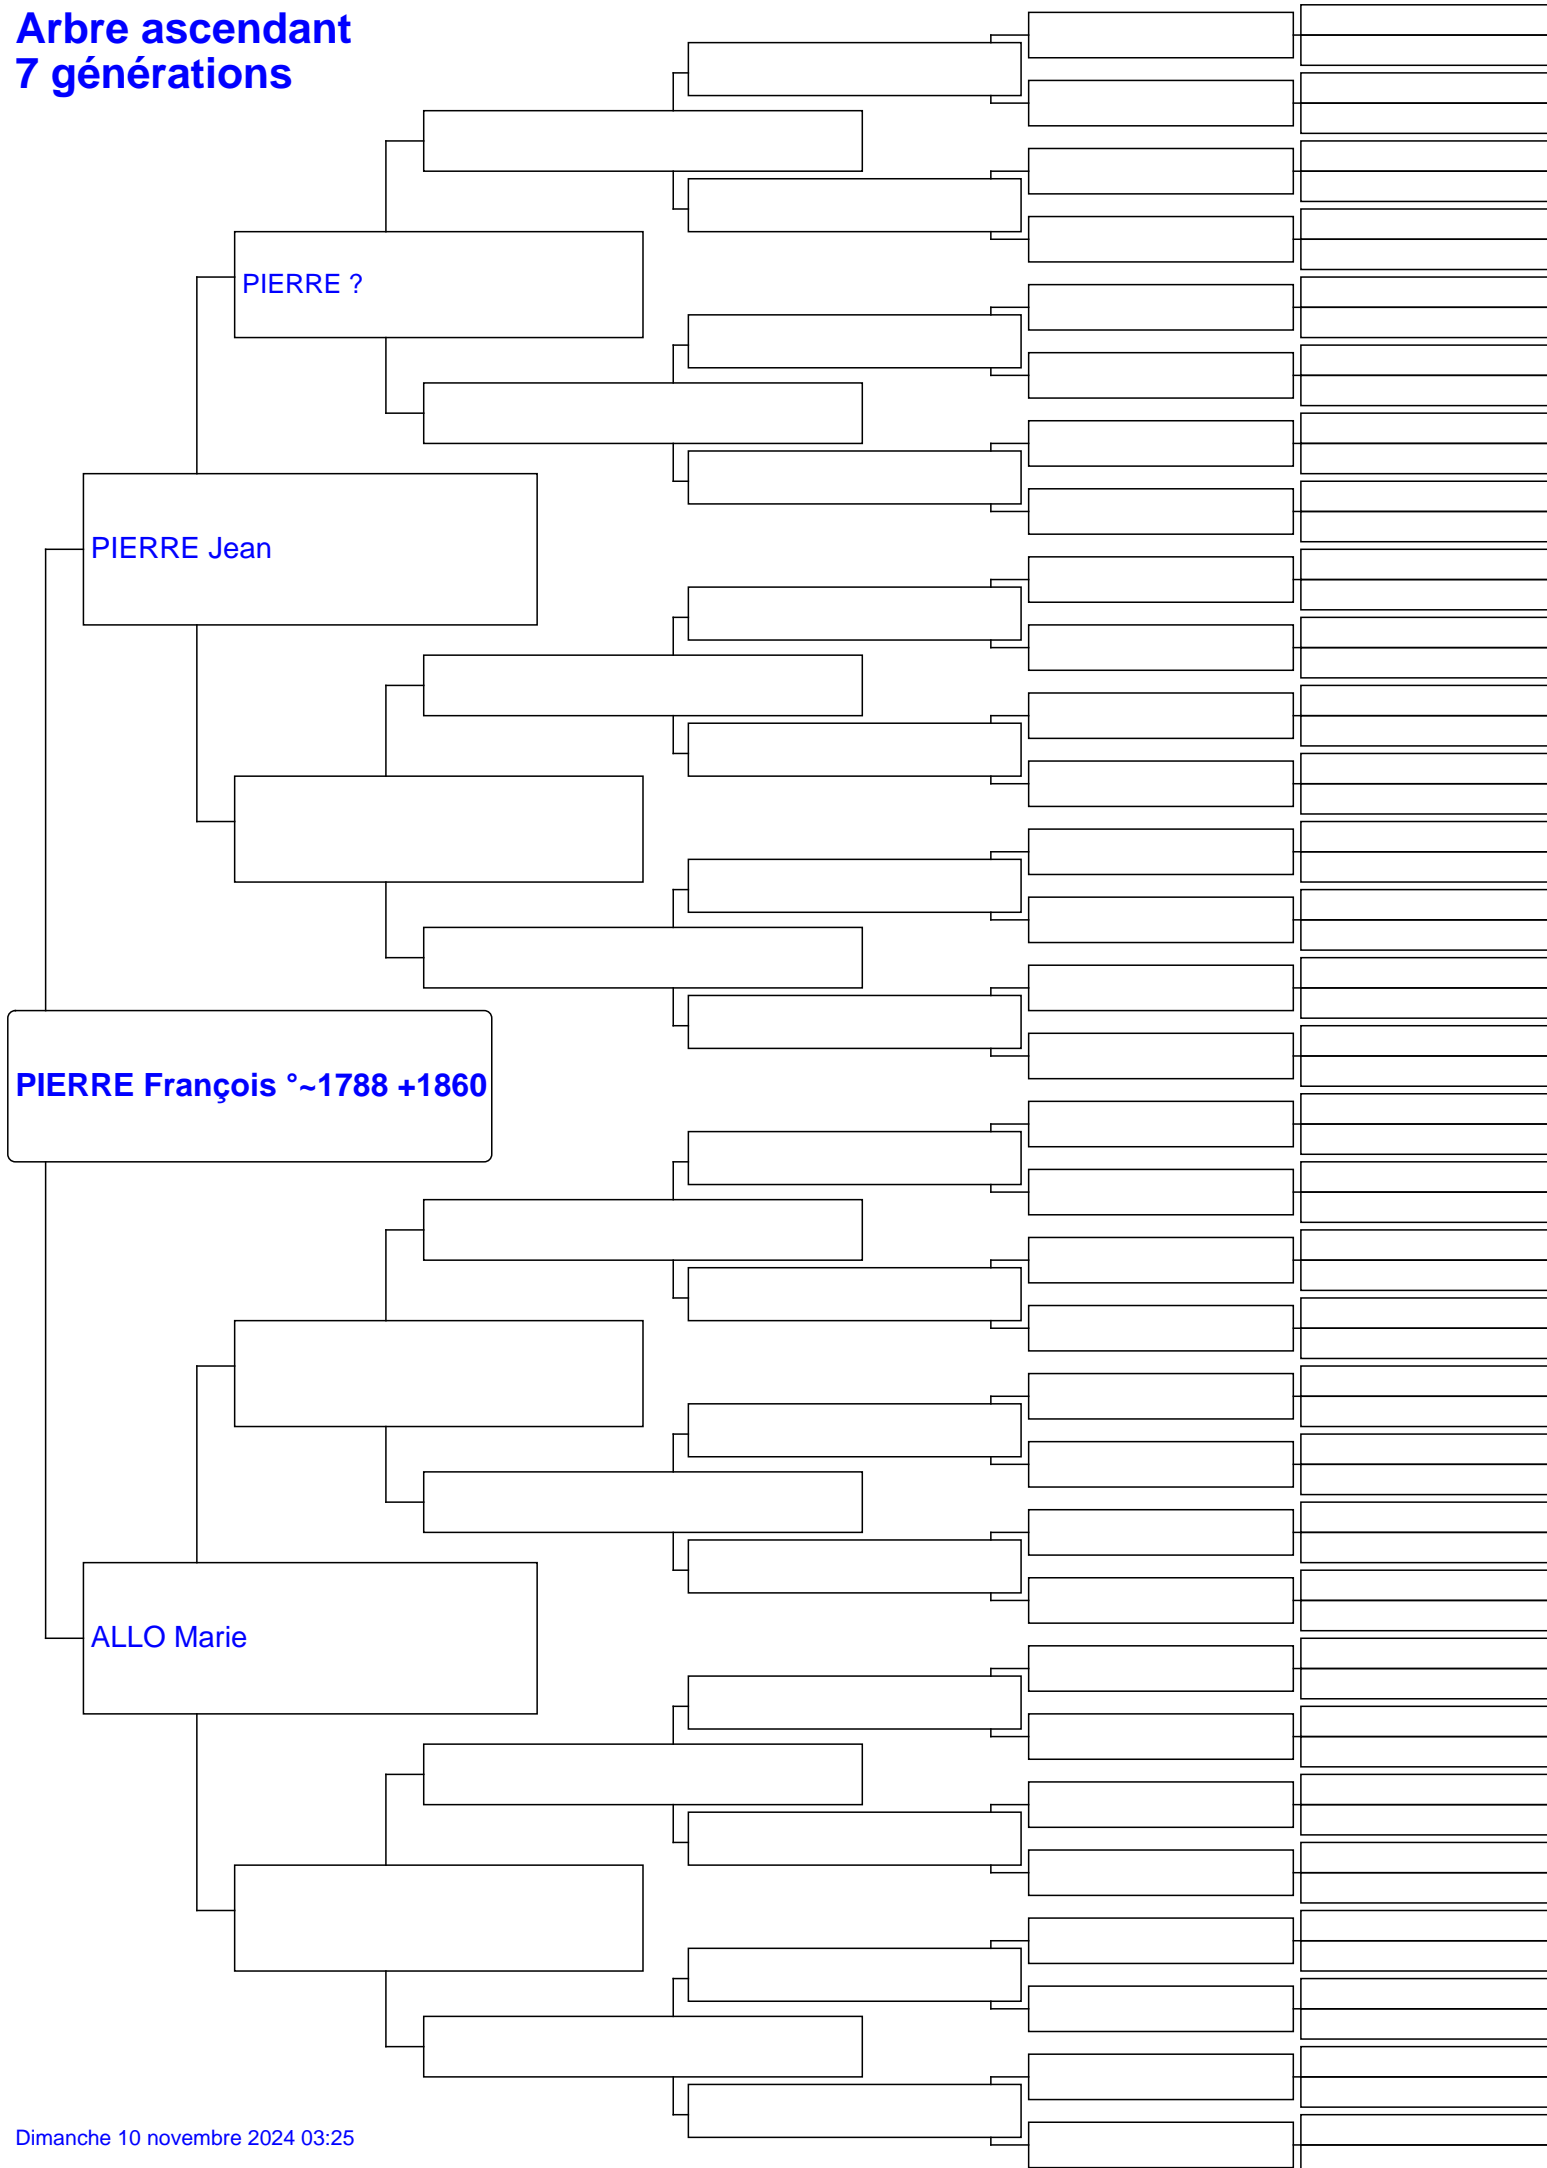 Arbre ascendant
7 générations
PIERRE ?
PIERRE Jean
PIERRE François °~1788 +1860
ALLO Marie
Dimanche 10 novembre 2024 03:25